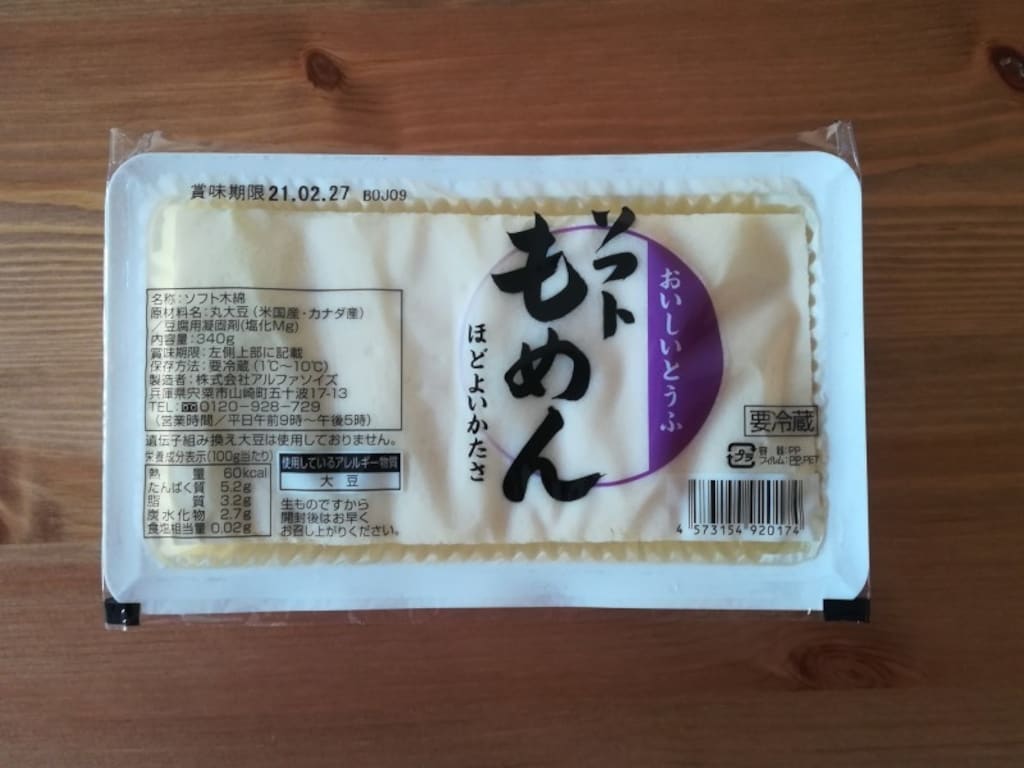 賞味期限21.02.27 B0J09
ソフト
もめん
ほどよいかたさ
おいしいとうふ
名称:ソフト木綿
原材料名:丸大豆(米国産・カナダ産)
/豆腐用凝固剤(塩化Mg)
内容量:340g
賞味期限:左側上部に記載
保存方法:要冷蔵(1℃~10℃)
製造者:株式会社アルファソイズ
兵庫県宍粟市山崎町五十波17-13
TEL:0120-928-729
(営業時間/平日午前9時~午後5時)
遺伝子組み換え大豆は使用しておりません。
栄養成分表示(100g当たり)
熱量 60kcal
たんぱく質 5.2g
脂質 3.2g
炭水化物 2.7g
食塩相当量 0.02g
使用しているアレルギー物質
大豆
生ものですから
開封後はお早く
お召し上がりください。
要冷蔵
プラ
容器:PP
フィルム:PP,PET
4 573154 920174